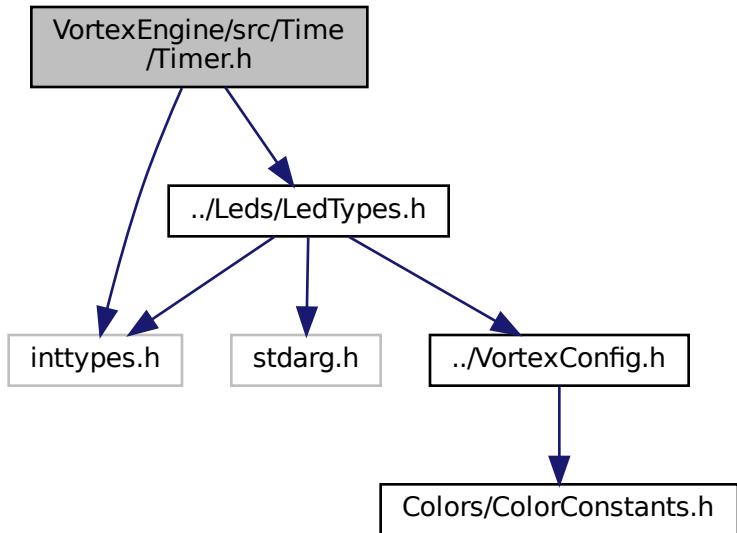 VortexEngine/src/Time
/Timer.h
../Leds/LedTypes.h
inttypes.h
stdarg.h
../VortexConfig.h
Colors/ColorConstants.h